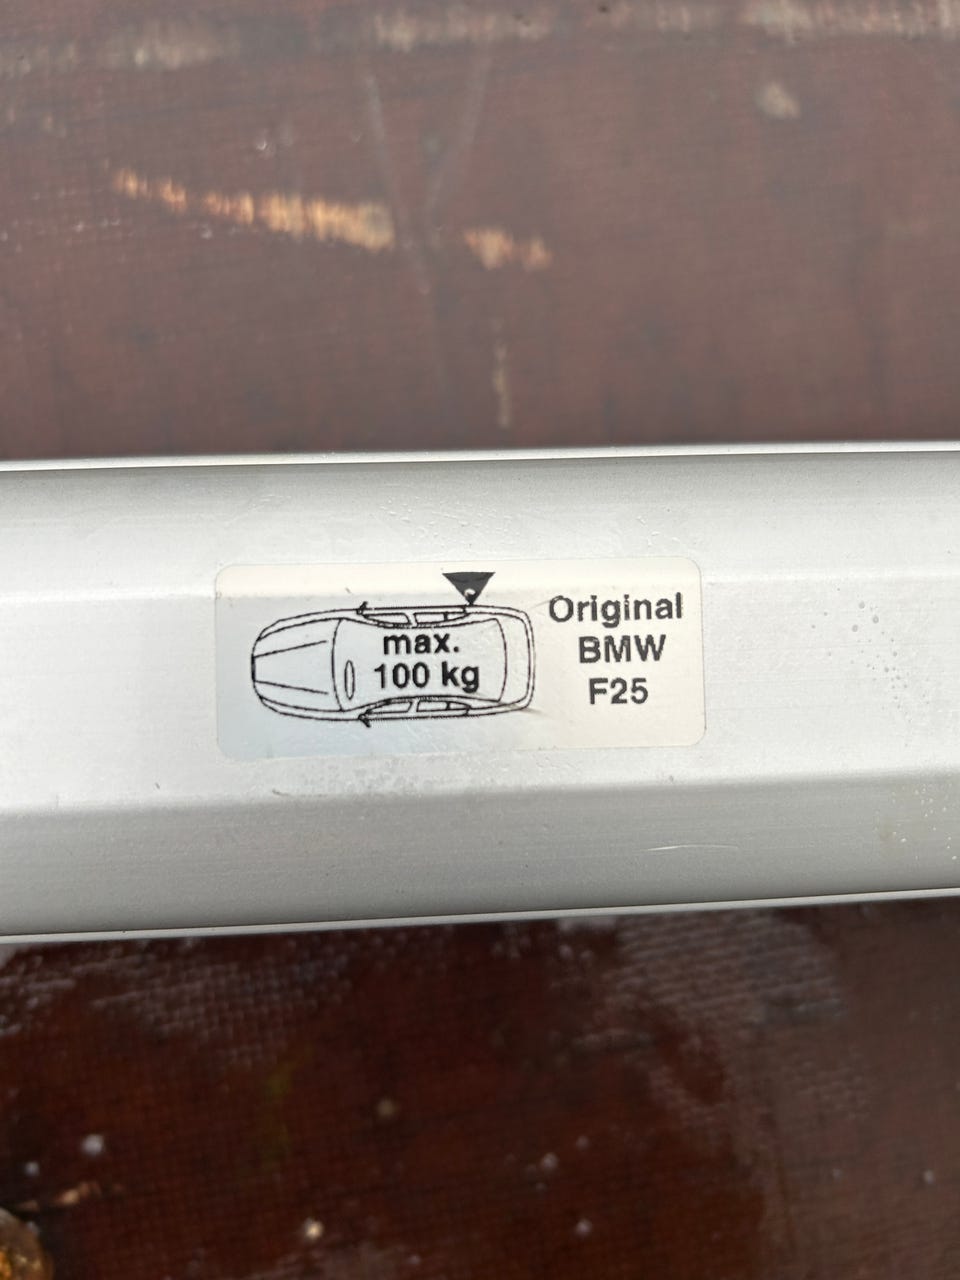 max.
100 kg
Original
BMW
F25